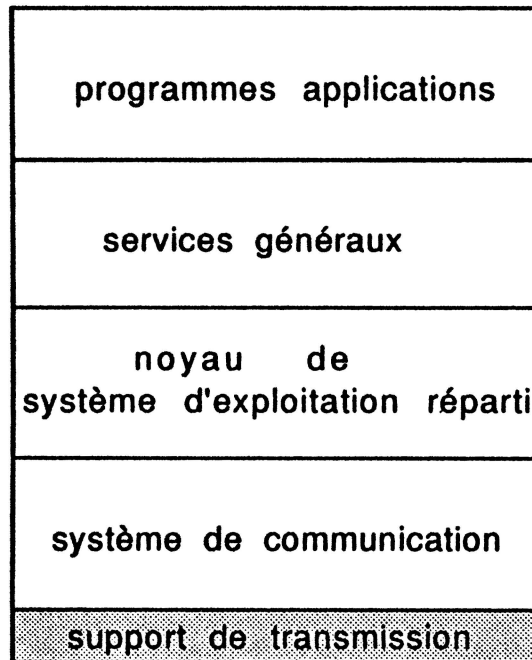 programmes applications
services généraux
noyau de
système d'exploitation réparti
système de communication
support de transmission